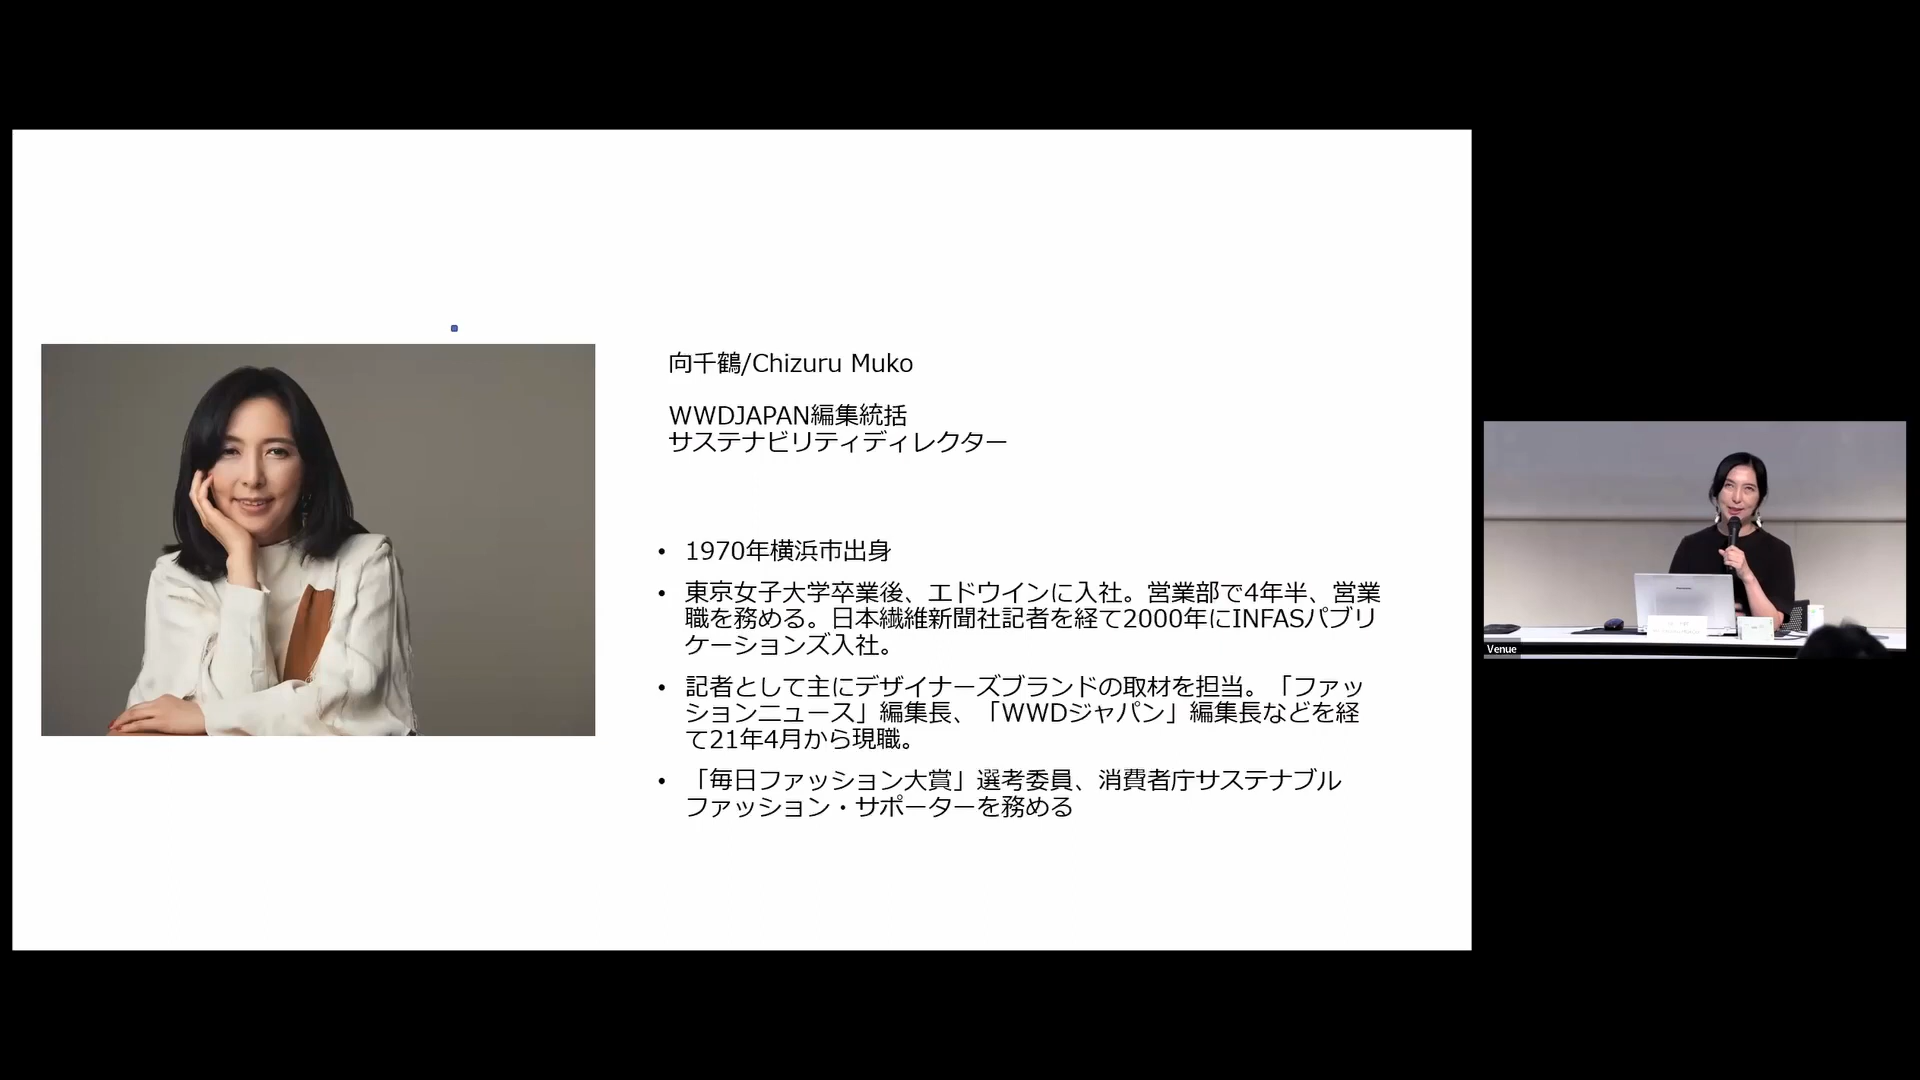 向千鶴/Chizuru Muko
WWDJAPAN編集統括
サステナビリティディレクター
• 1970年横浜市出身
• 東京女子大学卒業後、エドウインに入社。営業部で4年半、営業
職を務める。日本繊維新聞社記者を経て2000年にINFASパブリ
ケーションズ入社。
• 記者として主にデザイナーズブランドの取材を担当。「ファッ
ションニュース」編集長、「WWDジャパン」編集長などを経
て21年4月から現職。
• 「毎日ファッション大賞」選考委員、消費者庁サステナブル
ファッション・サポーターを務める
Venue